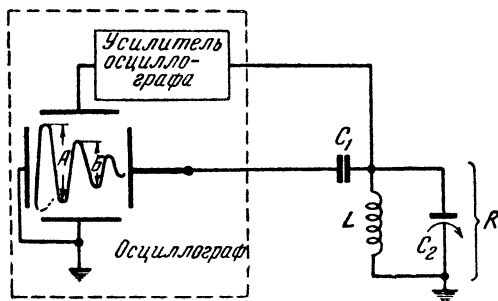 Усилитель
осцилло-
графа
А
Б
Осциллограф
C₁
L
C₂
R